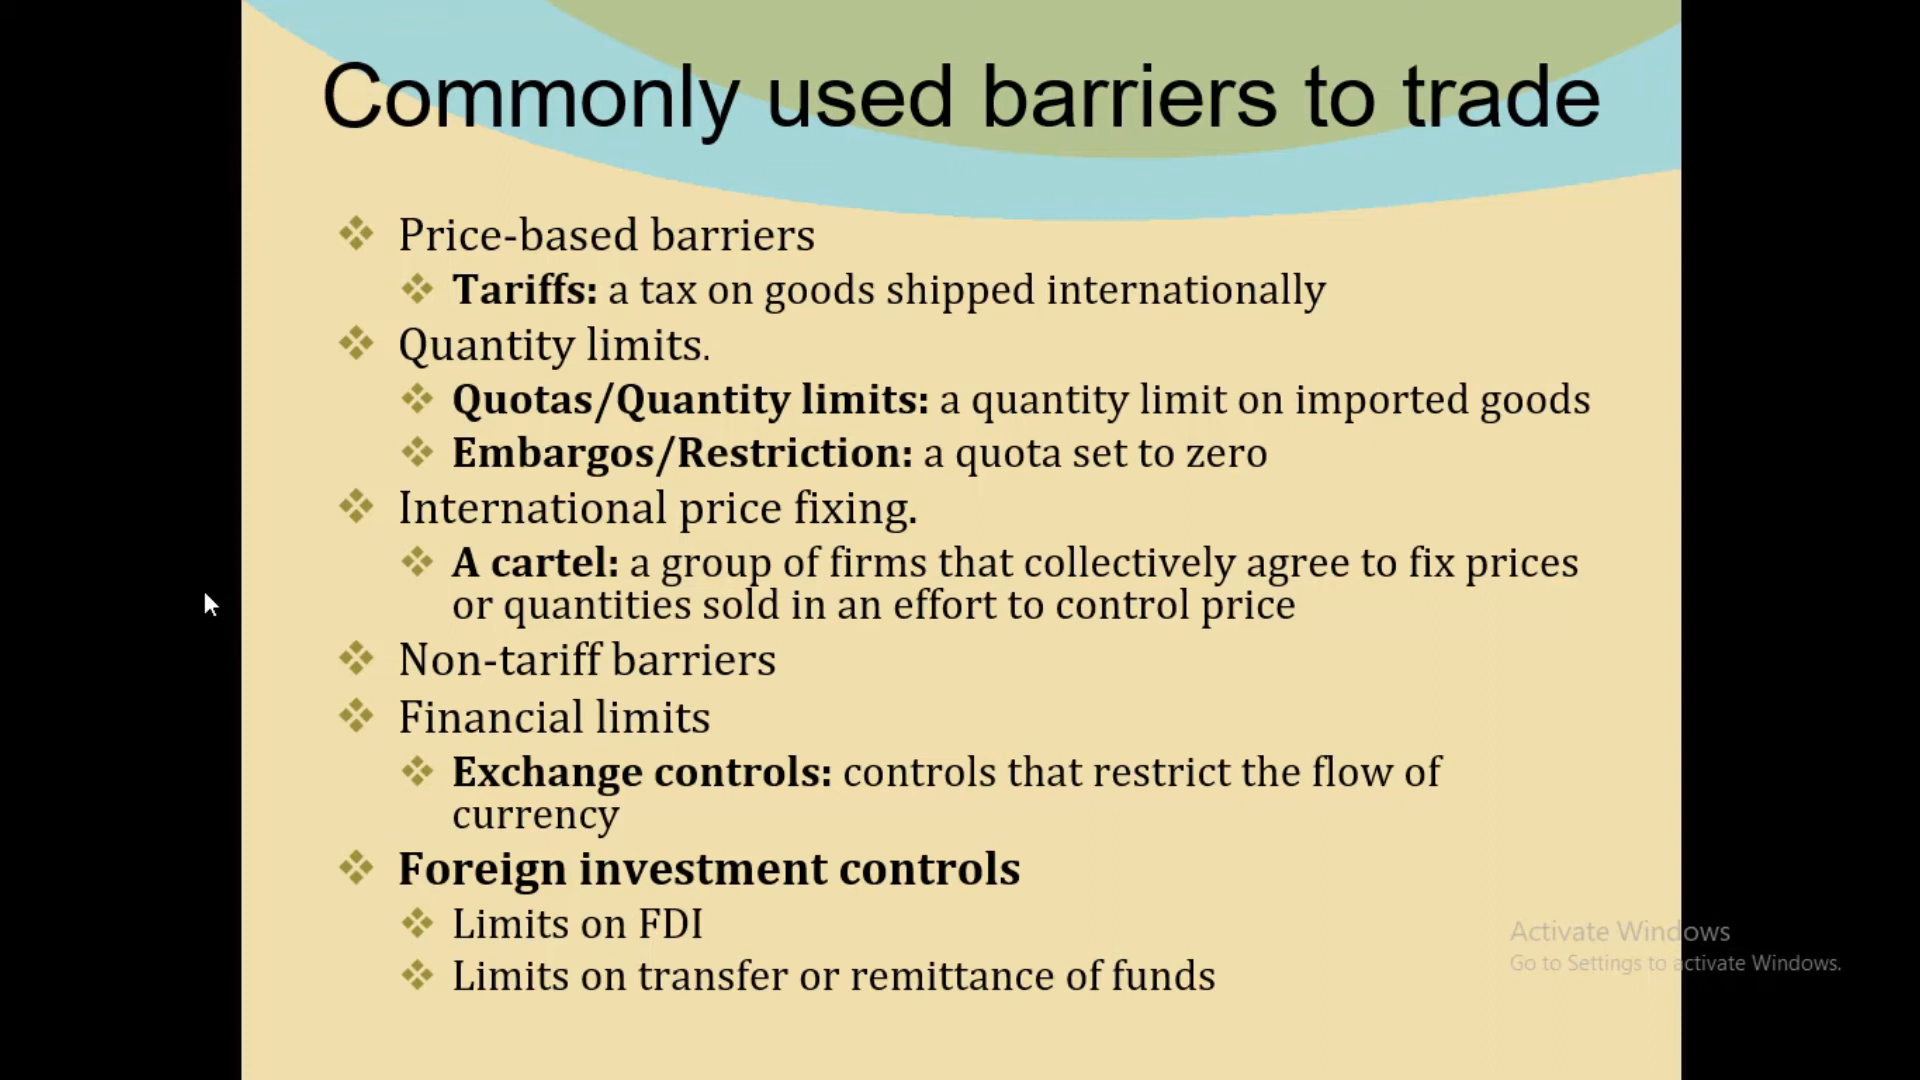 Commonly used barriers to trade
Price-based barriers
Tariffs: a tax on goods shipped internationally
Quantity limits.
Quotas/Quantity limits: a quantity limit on imported goods
Embargos/Restriction: a quota set to zero
International price fixing.
A cartel: a group of firms that collectively agree to fix prices
or quantities sold in an effort to control price
Non-tariff barriers
Financial limits
Exchange controls: controls that restrict the flow of
currency
Foreign investment controls
Limits on FDI
Limits on transfer or remittance of funds
Activate Windows
Go to Settings to activate Windows.